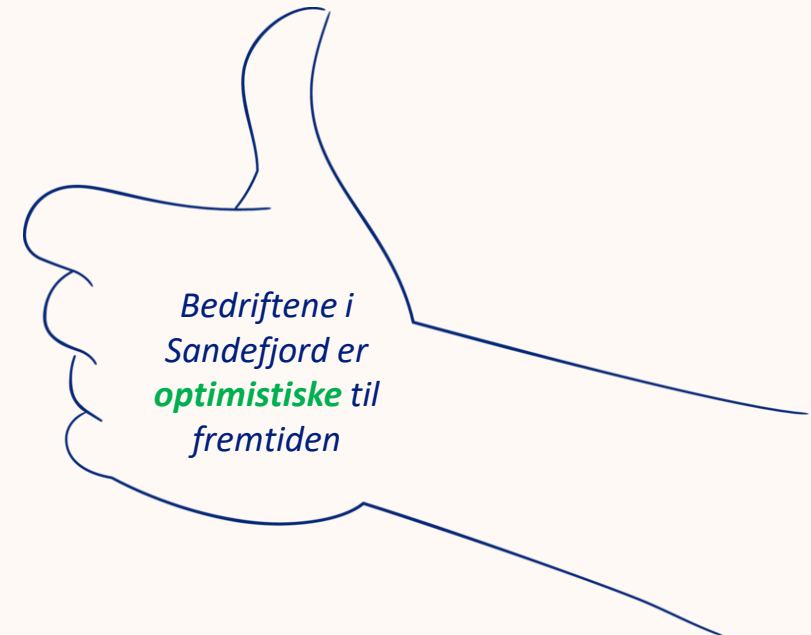 Bedriftene i
Sandefjord er
optimistiske til
fremtiden